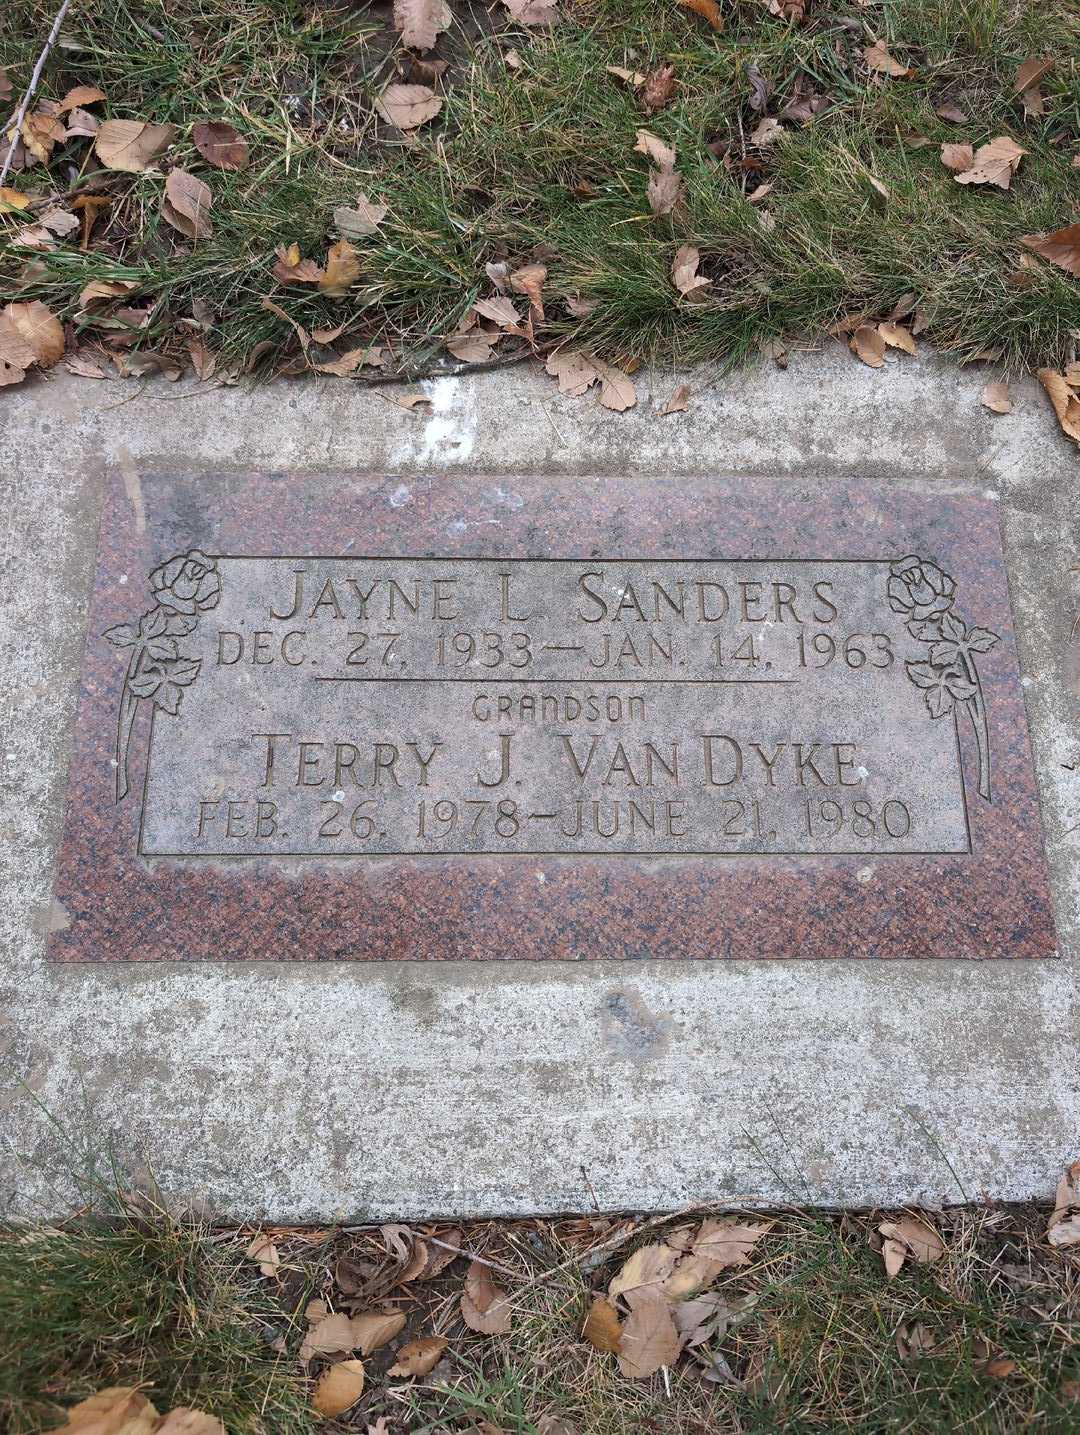 JAYNE L. SANDERS
DEC. 27, 1933 — JAN. 14, 1963
GRANDSON
TERRY J. VAN DYKE
FEB. 26, 1978 — JUNE 21, 1980